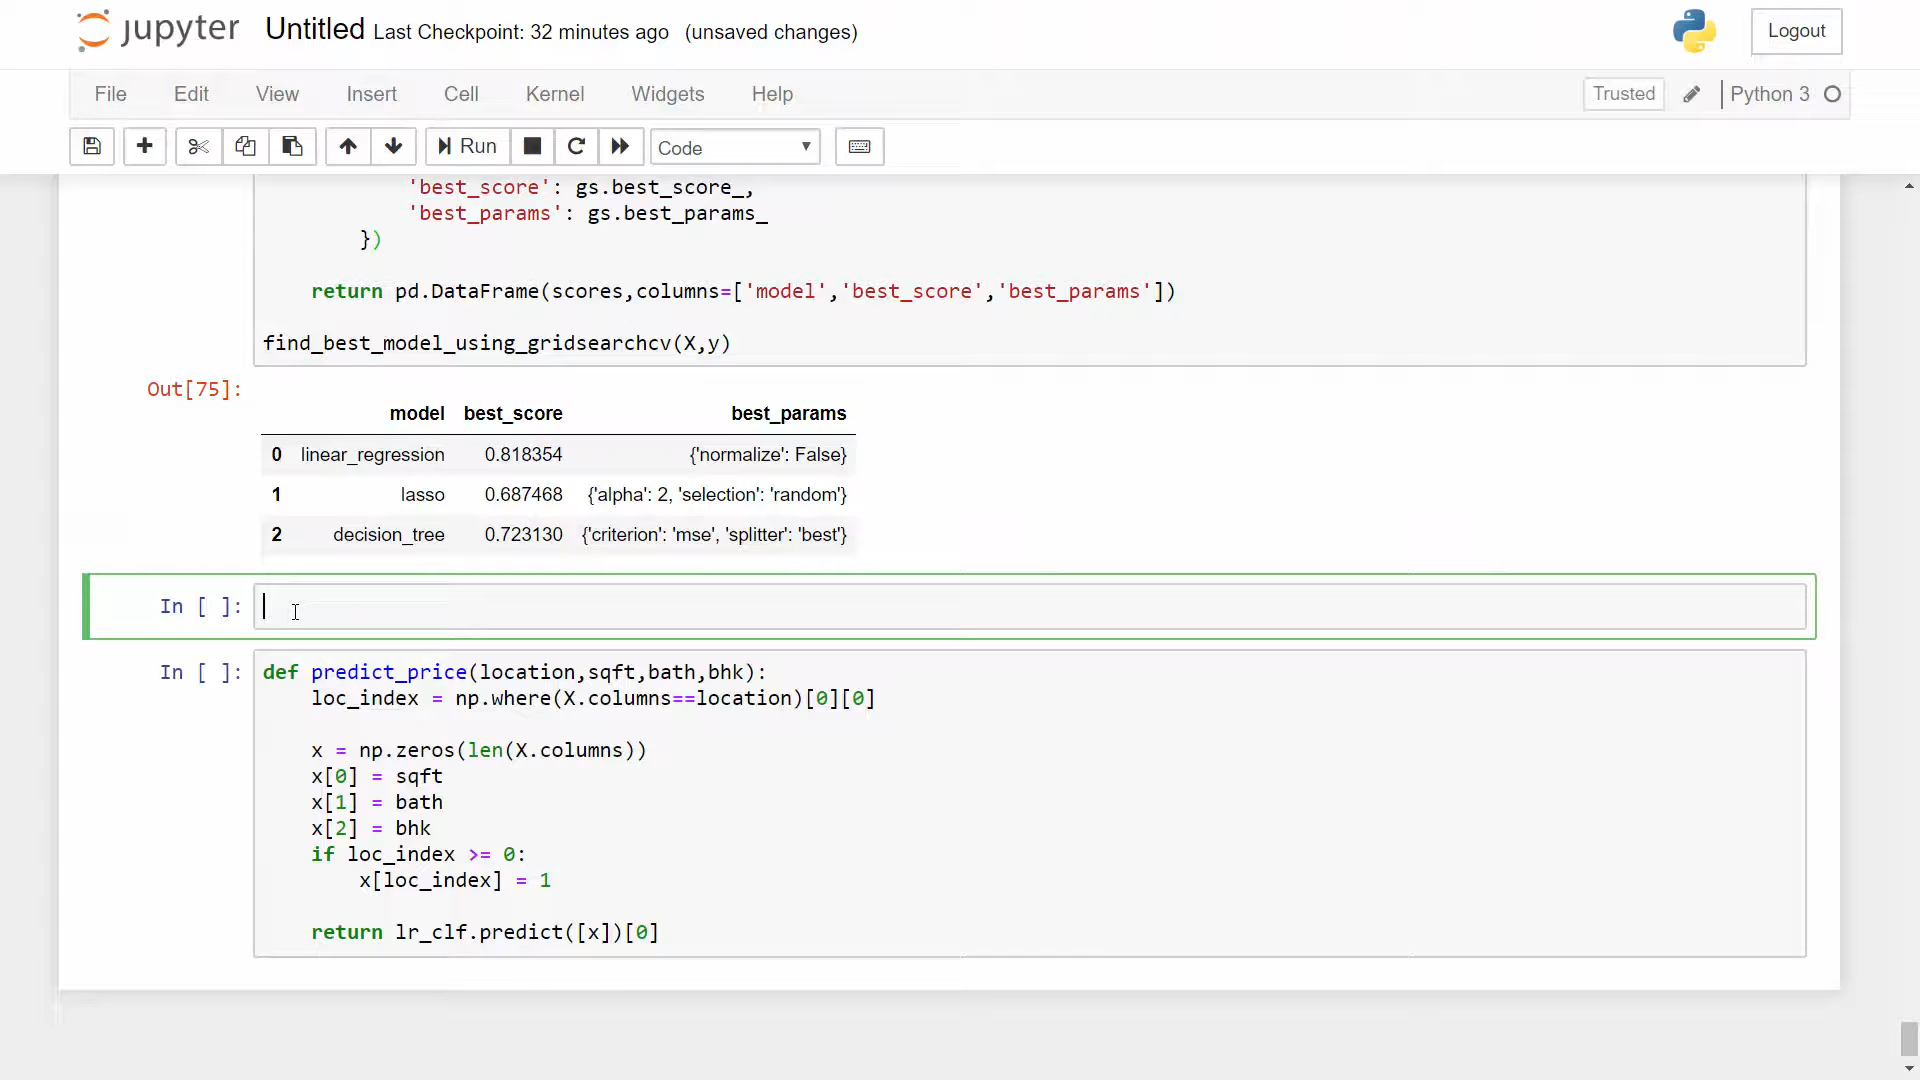 jupyter Untitled Last Checkpoint: 32 minutes ago (unsaved changes) Logout
File Edit View Insert Cell Kernel Widgets Help Trusted Python 3
Run Code
'best_score': gs.best_score_,
'best_params': gs.best_params_
})
return pd.DataFrame(scores,columns=['model','best_score','best_params'])
find_best_model_using_gridsearchcv(X,y)
Out[75]:
model best_score best_params
0 linear_regression 0.818354 {'normalize': False}
1 lasso 0.687468 {'alpha': 2, 'selection': 'random'}
2 decision_tree 0.723130 {'criterion': 'mse', 'splitter': 'best'}
In [ ]:
In [ ]: def predict_price(location,sqft,bath,bhk):
loc_index = np.where(X.columns==location)[0][0]
x = np.zeros(len(X.columns))
x[0] = sqft
x[1] = bath
x[2] = bhk
if loc_index >= 0:
x[loc_index] = 1
return lr_clf.predict([x])[0]